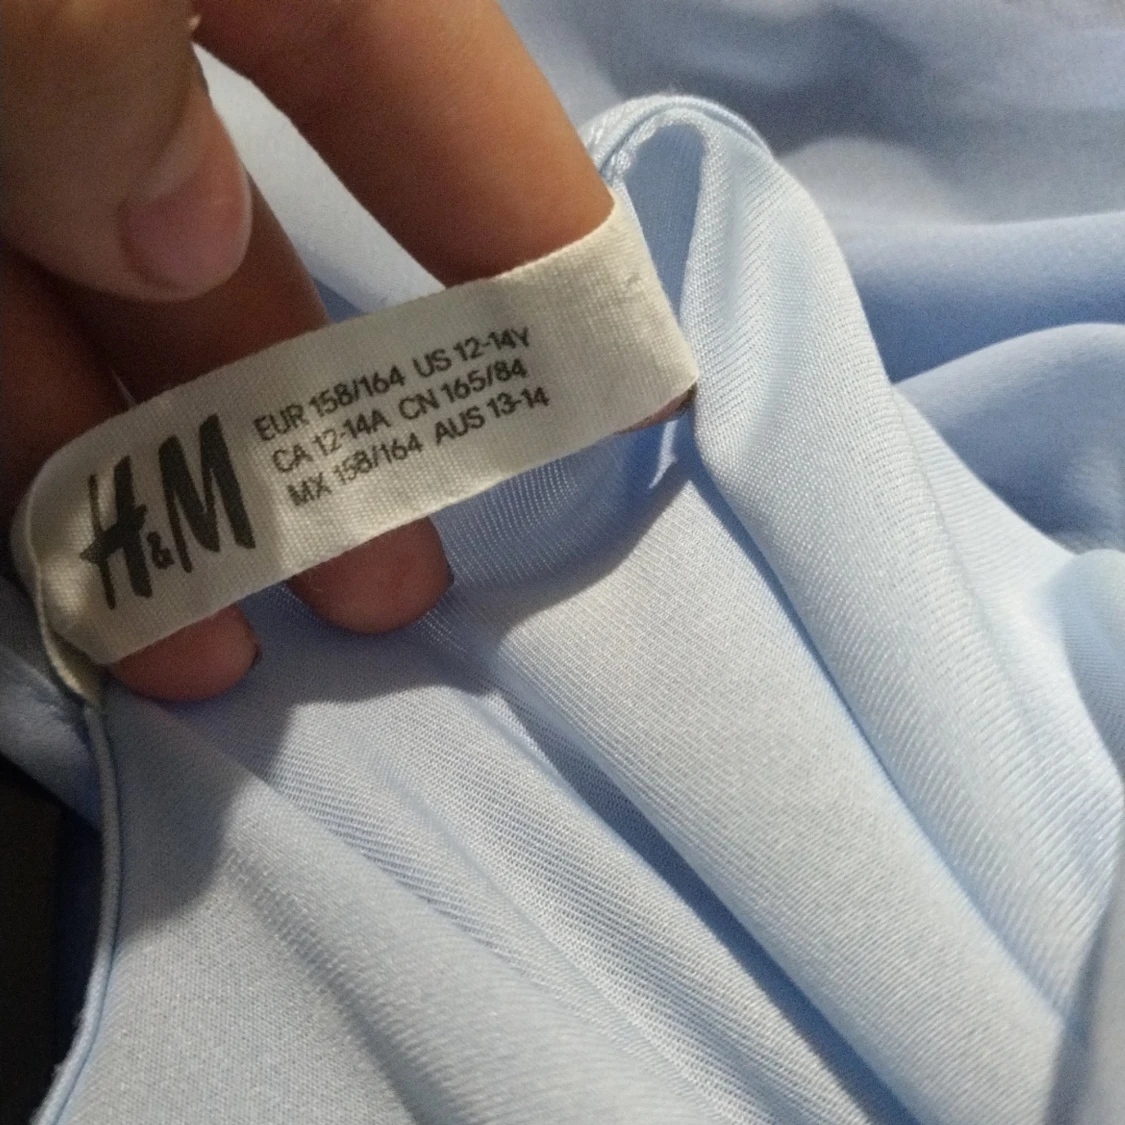 H&M
EUR 158/164 US 12-14Y
CA 12-14A CN 165/84
MX 158/164 AUS 13-14